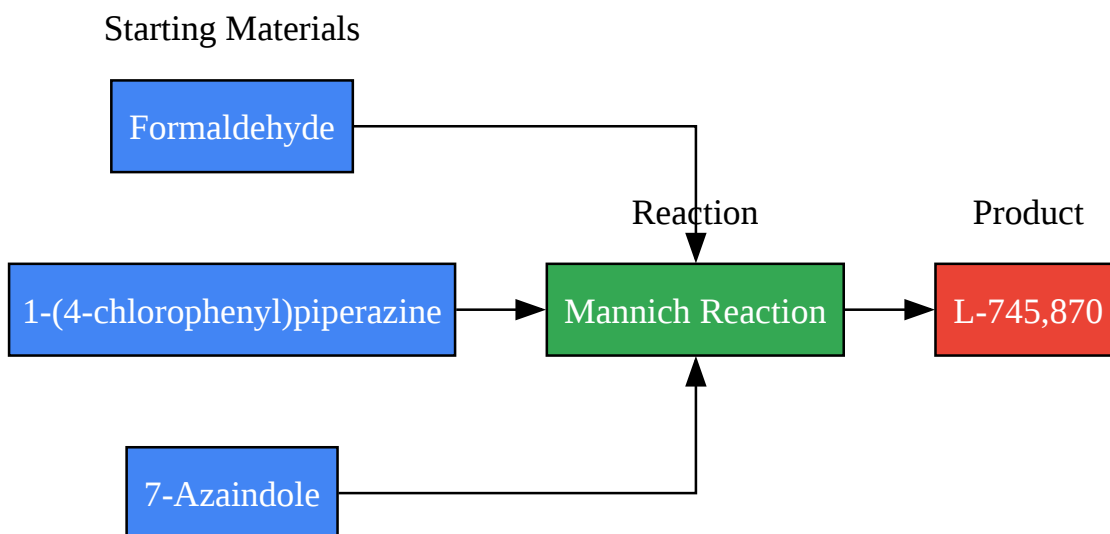 Starting Materials
Formaldehyde
Reaction
Product
1-(4-chlorophenyl)piperazine
Mannich Reaction
L-745,870
7-Azaindole